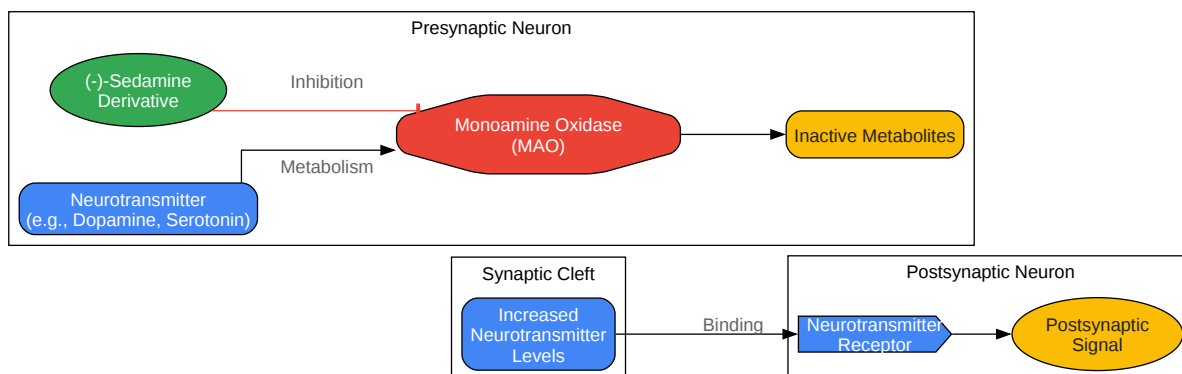 Presynaptic Neuron
(-)-Sedamine
Derivative
Inhibition
Monoamine Oxidase
(MAO)
Inactive Metabolites
Metabolism
Neurotransmitter
(e.g., Dopamine, Serotonin)
Synaptic Cleft
Increased
Neurotransmitter
Levels
Binding
Postsynaptic Neuron
Neurotransmitter
Receptor
Postsynaptic
Signal